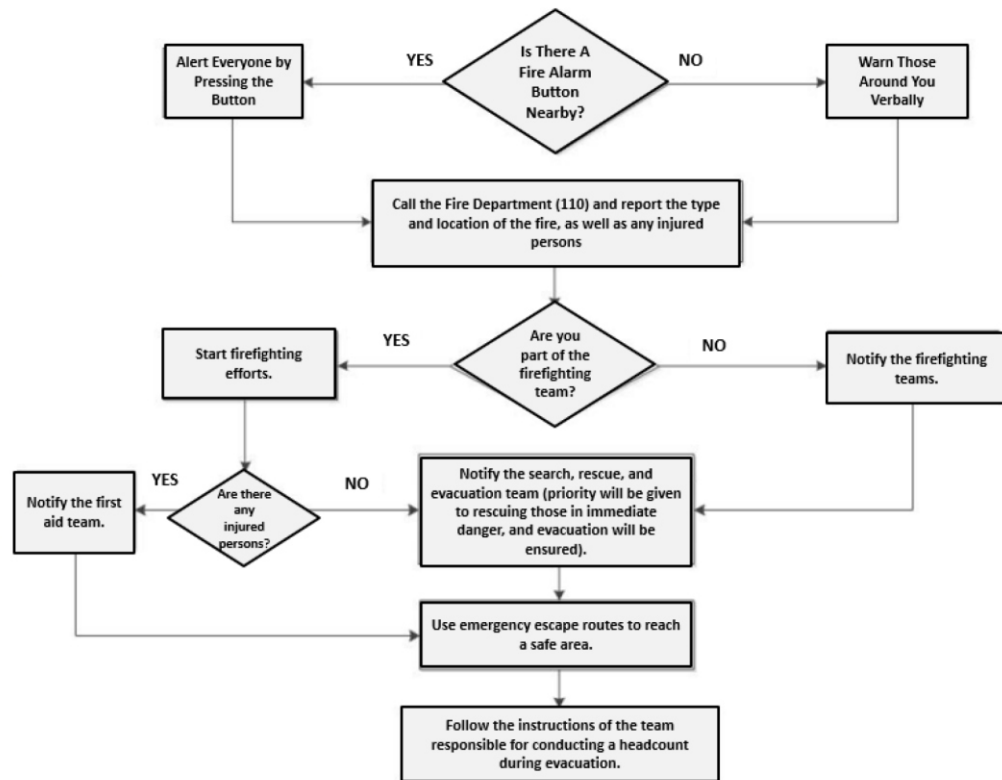 Is There A
Fire Alarm
Button
Nearby?
YES
NO
Alert Everyone by
Pressing the
Button
Warn Those
Around You
Verbally
Call the Fire Department (110) and report the type
and location of the fire, as well as any injured
persons
Are you
part of the
firefighting
team?
YES
NO
Start firefighting
efforts.
Notify the firefighting
teams.
Are there
any
injured
persons?
YES
NO
Notify the first
aid team.
Notify the search, rescue, and
evacuation team (priority will be given
to rescuing those in immediate
danger, and evacuation will be
ensured).
Use emergency escape routes to reach
a safe area.
Follow the instructions of the team
responsible for conducting a headcount
during evacuation.